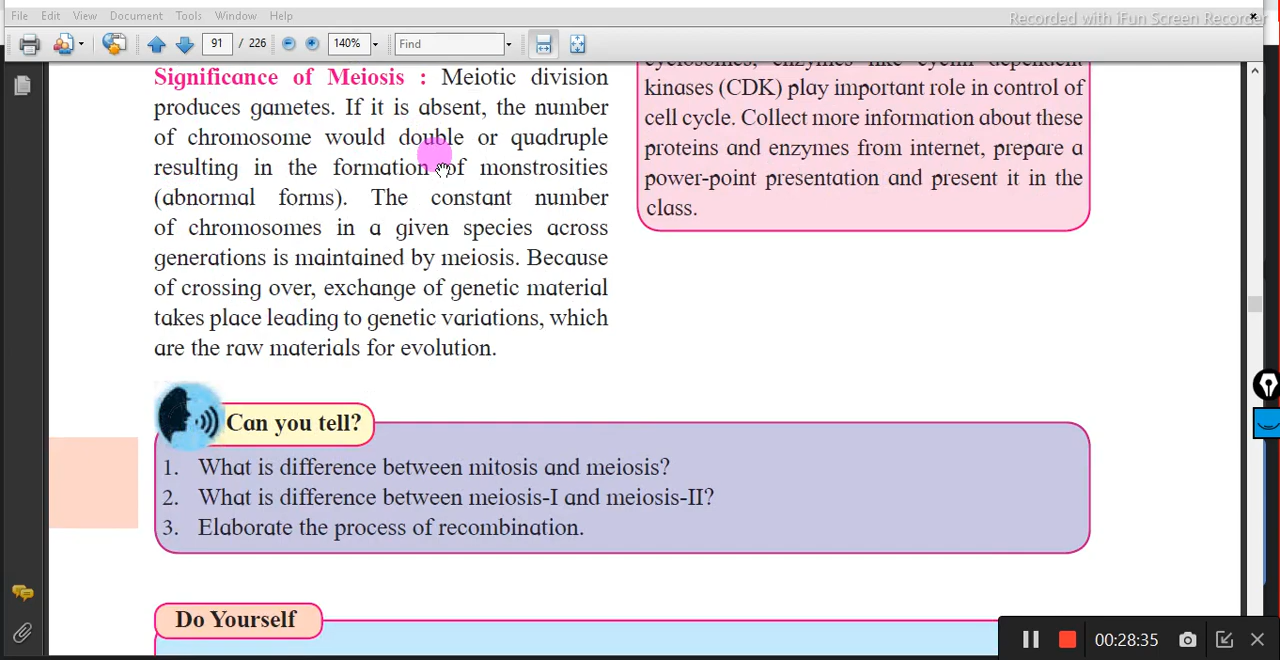 File Edit View Document Tools Window Help
Recorded with iFun Screen Recorder
91 / 226 140% Find
Significance of Meiosis : Meiotic division
produces gametes. If it is absent, the number
of chromosome would double or quadruple
resulting in the formation of monstrosities
(abnormal forms). The constant number
of chromosomes in a given species across
generations is maintained by meiosis. Because
of crossing over, exchange of genetic material
takes place leading to genetic variations, which
are the raw materials for evolution.
cyclosomes, enzymes like cyclin dependent
kinases (CDK) play important role in control of
cell cycle. Collect more information about these
proteins and enzymes from internet, prepare a
power-point presentation and present it in the
class.
Can you tell?
1. What is difference between mitosis and meiosis?
2. What is difference between meiosis-I and meiosis-II?
3. Elaborate the process of recombination.
Do Yourself
00:28:35